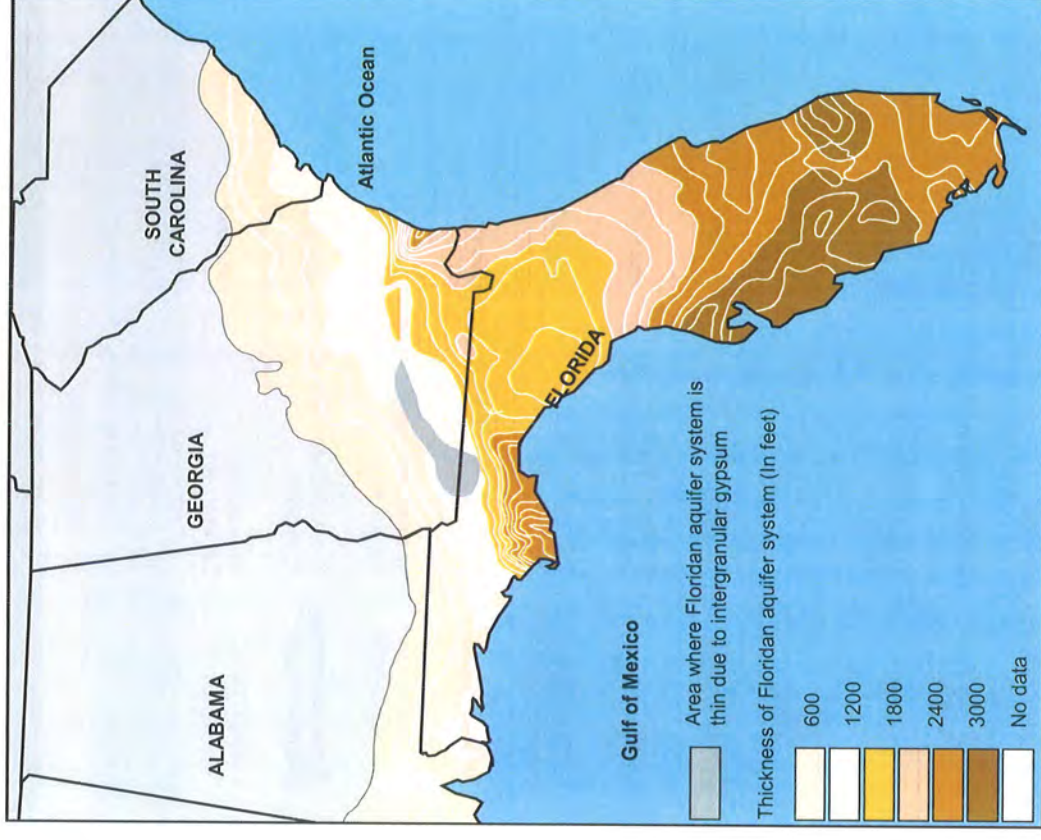 SOUTH
CAROLINA
GEORGIA
ALABAMA
Atlantic Ocean
FLORIDA
Gulf of Mexico
Area where Floridan aquifer system is
thin due to intergranular gypsum
Thickness of Floridan aquifer system (In feet)
600
1200
1800
2400
3000
No data